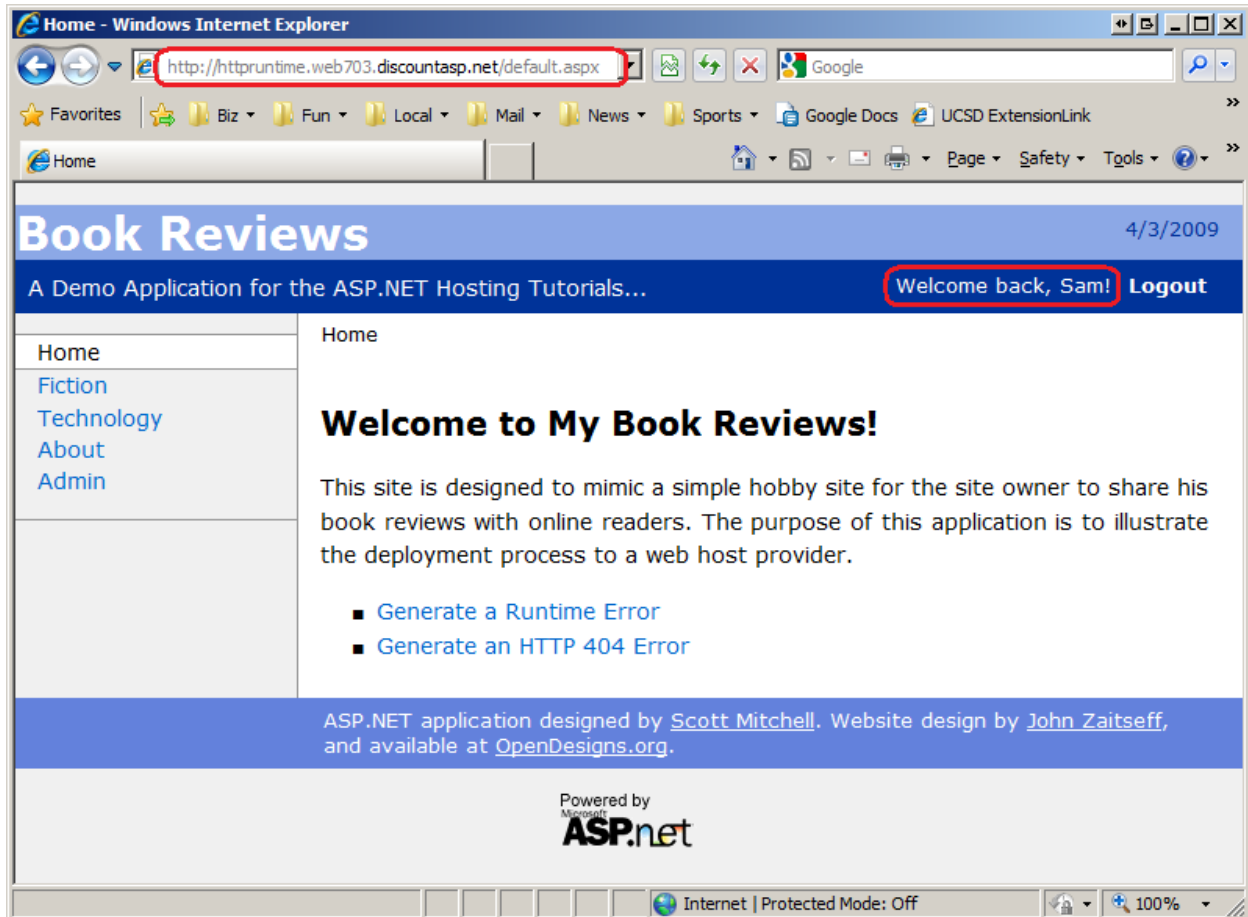 Home - Windows Internet Explorer
http://httpruntime.web703.discountasp.net/default.aspx
Google
Favorites Biz Fun Local Mail News Sports Google Docs UCSD ExtensionLink »
Home Page Safety Tools »
Book Reviews 4/3/2009
A Demo Application for the ASP.NET Hosting Tutorials... Welcome back, Sam! Logout
Home
Fiction
Technology
About
Admin
Home
Welcome to My Book Reviews!
This site is designed to mimic a simple hobby site for the site owner to share his
book reviews with online readers. The purpose of this application is to illustrate
the deployment process to a web host provider.
Generate a Runtime Error
Generate an HTTP 404 Error
ASP.NET application designed by Scott Mitchell. Website design by John Zaitseff,
and available at OpenDesigns.org.
Powered by
Microsoft
ASP.net
Internet | Protected Mode: Off 100%